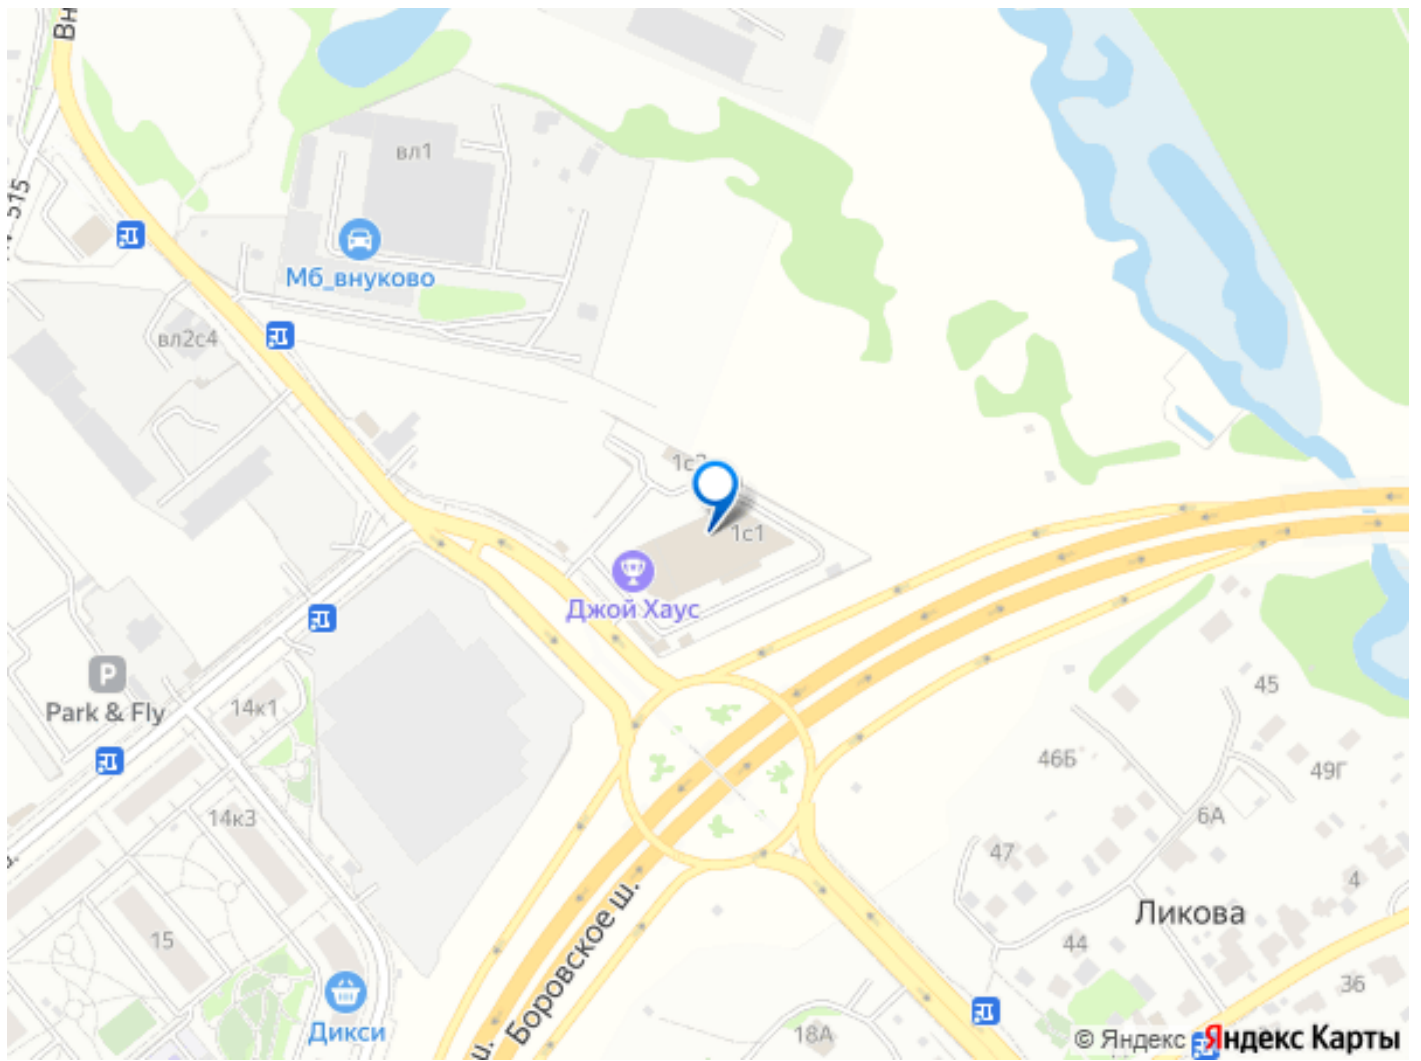 Вн
вл1
515
Мб_внуково
вл2с4
1с1
Джой Хаус
Park & Fly
14к1
45
46Б
49Г
6А
14к3
47
4
Ликова
Боровское ш.
15
44
36
Дикси
18А
ш.
© Яндекс
Яндекс Карты